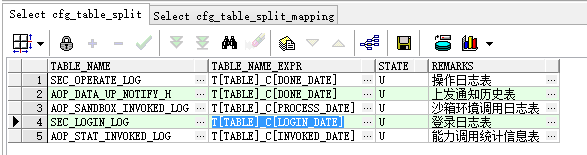 Select cfg_table_split Select cfg_table_split_mapping
TABLE_NAME TABLE_NAME_EXPR STATE REMARKS
1 SEC_OPERATE_LOG ... T[TABLE]_C[DONE_DATE] ... U ... 操作日志表
2 AOP_DATA_UP_NOTIFY_H ... T[TABLE]_C[DONE_DATE] ... U ... 上发通知历史表
3 AOP_SANDBOX_INVOKED_LOG ... T[TABLE]_C[PROCESS_DATE] ... U ... 沙箱环境调用日志表
4 SEC_LOGIN_LOG ... T[TABLE]_C[LOGIN_DATE] ... U ... 登录日志表
5 AOP_STAT_INVOKED_LOG ... T[TABLE]_C[INVOKED_DATE] ... U ... 能力调用统计信息表